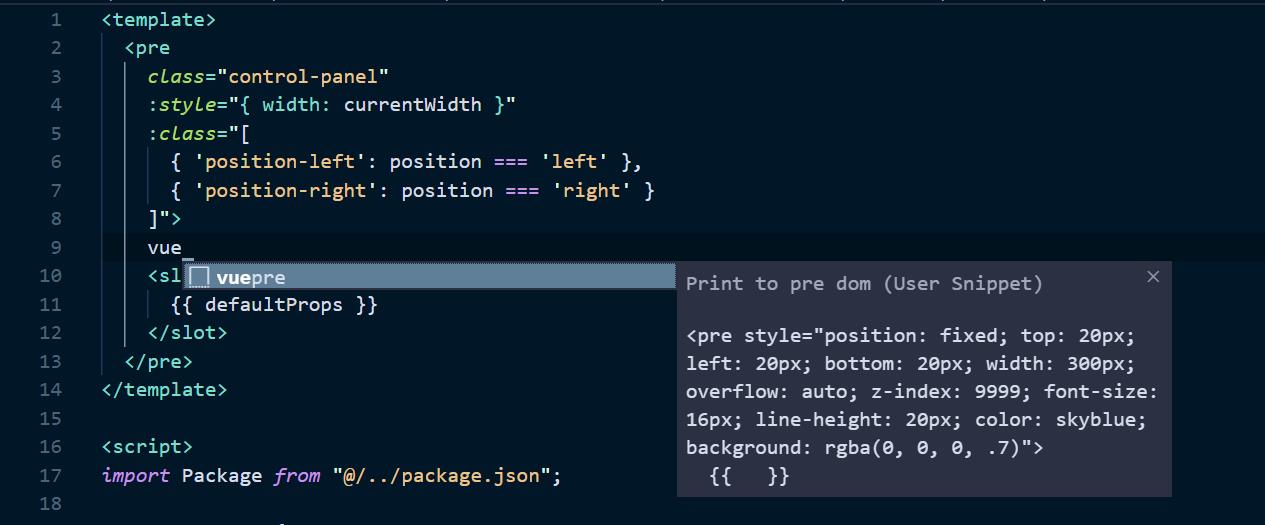 1 <template>
2 <pre
3 class="control-panel"
4 :style="{ width: currentWidth }"
5 :class="[
6 { 'position-left': position === 'left' },
7 { 'position-right': position === 'right' }
8 ]">
9 vue_
10 <sl
vuepre
11 {{ defaultProps }}
12 </slot>
13 </pre>
14 </template>
15
16 <script>
17 import Package from "@/../package.json";
18
Print to pre dom (User Snippet)
<pre style="position: fixed; top: 20px;
left: 20px; bottom: 20px; width: 300px;
overflow: auto; z-index: 9999; font-size:
16px; line-height: 20px; color: skyblue;
background: rgba(0, 0, 0, .7)">
{{   }}